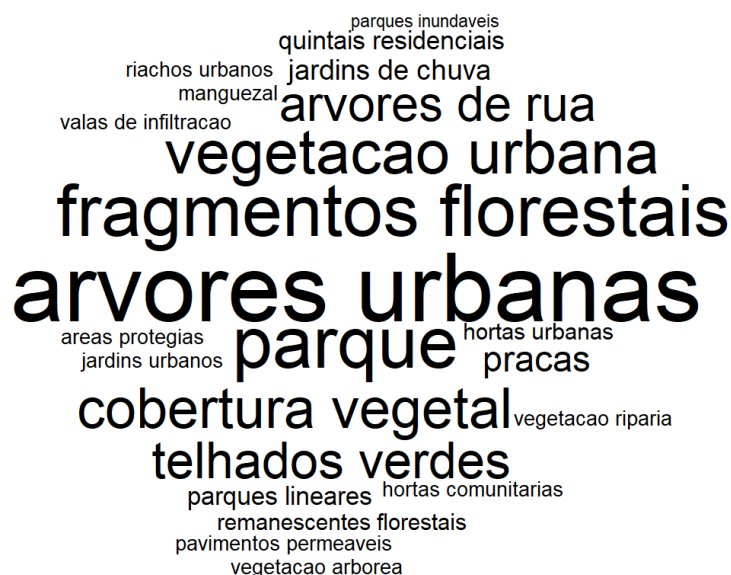 parques inundaveis
quintais residenciais
riachos urbanos
jardins de chuva
manguezal
arvores de rua
valas de infiltracao
vegetacao urbana
fragmentos florestais
arvores urbanas
areas protegias
parque
hortas urbanas
jardins urbanos
pracas
cobertura vegetal
vegetacao riparia
telhados verdes
parques lineares
hortas comunitarias
remanescentes florestais
pavimentos permeaveis
vegetacao arborea